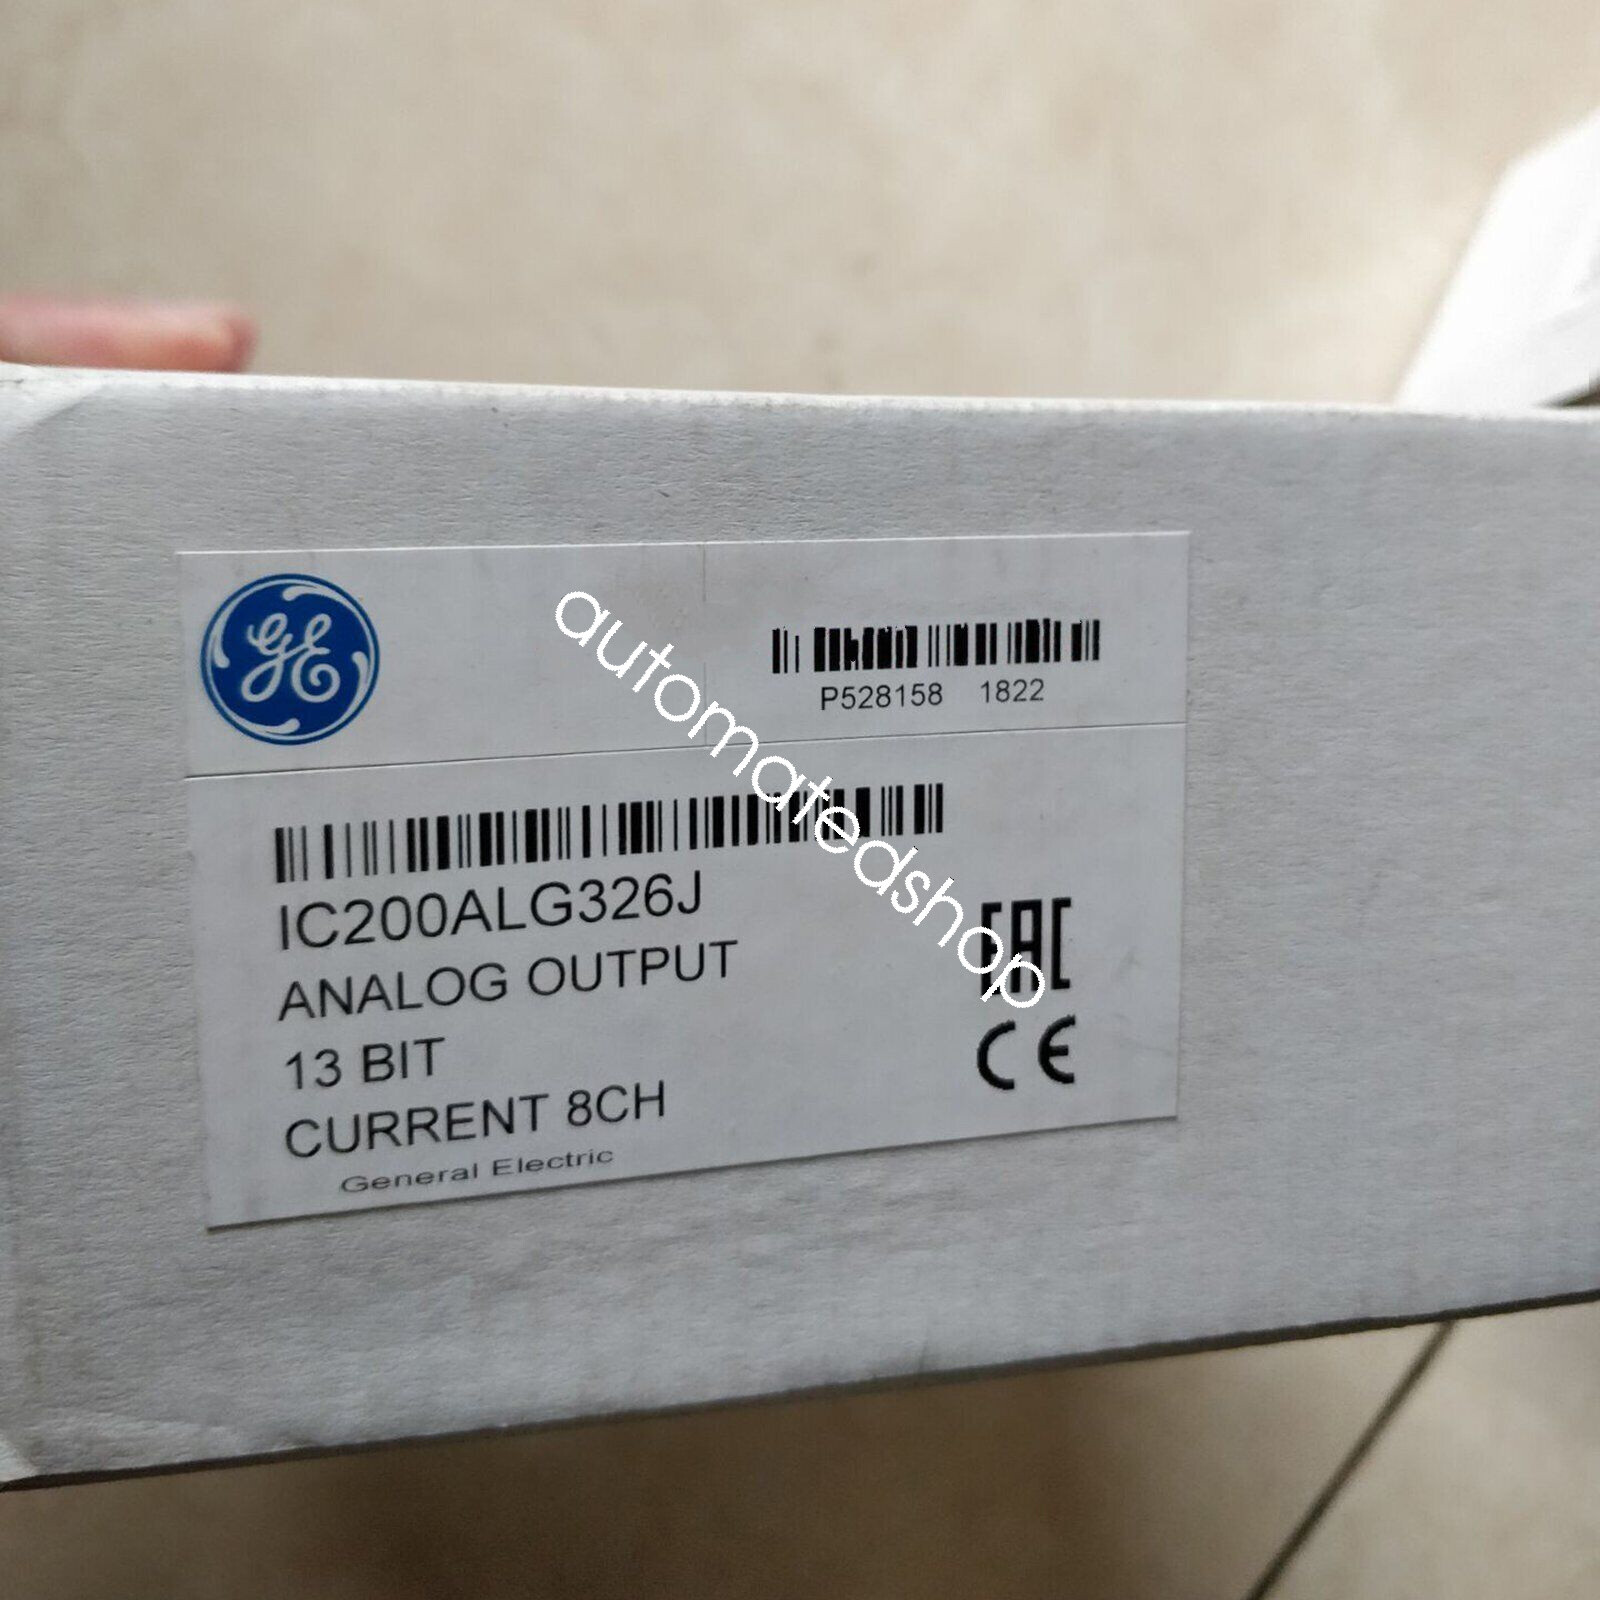 GE
P528158 1822
IC200ALG326J
ANALOG OUTPUT
13 BIT
CURRENT 8CH
General Electric
EAC
CE
automatedshop